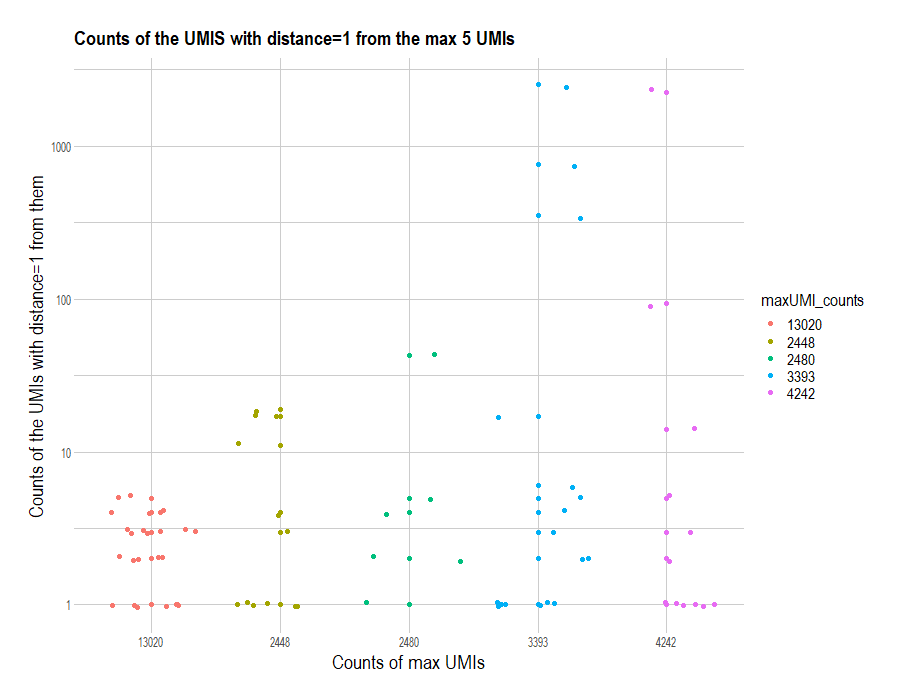 Counts of the UMIS with distance=1 from the max 5 UMIs
Counts of the UMIs with distance=1 from them
1000
100
10
1
13020 2448 2480 3393 4242
Counts of max UMIs
maxUMI_counts
13020
2448
2480
3393
4242